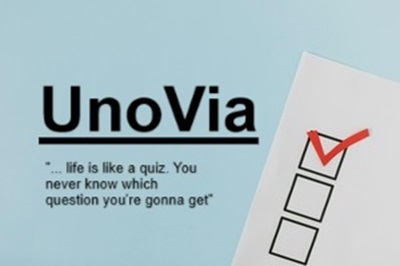 UnoVia
"... life is like a quiz. You
never know which
question you're gonna get"